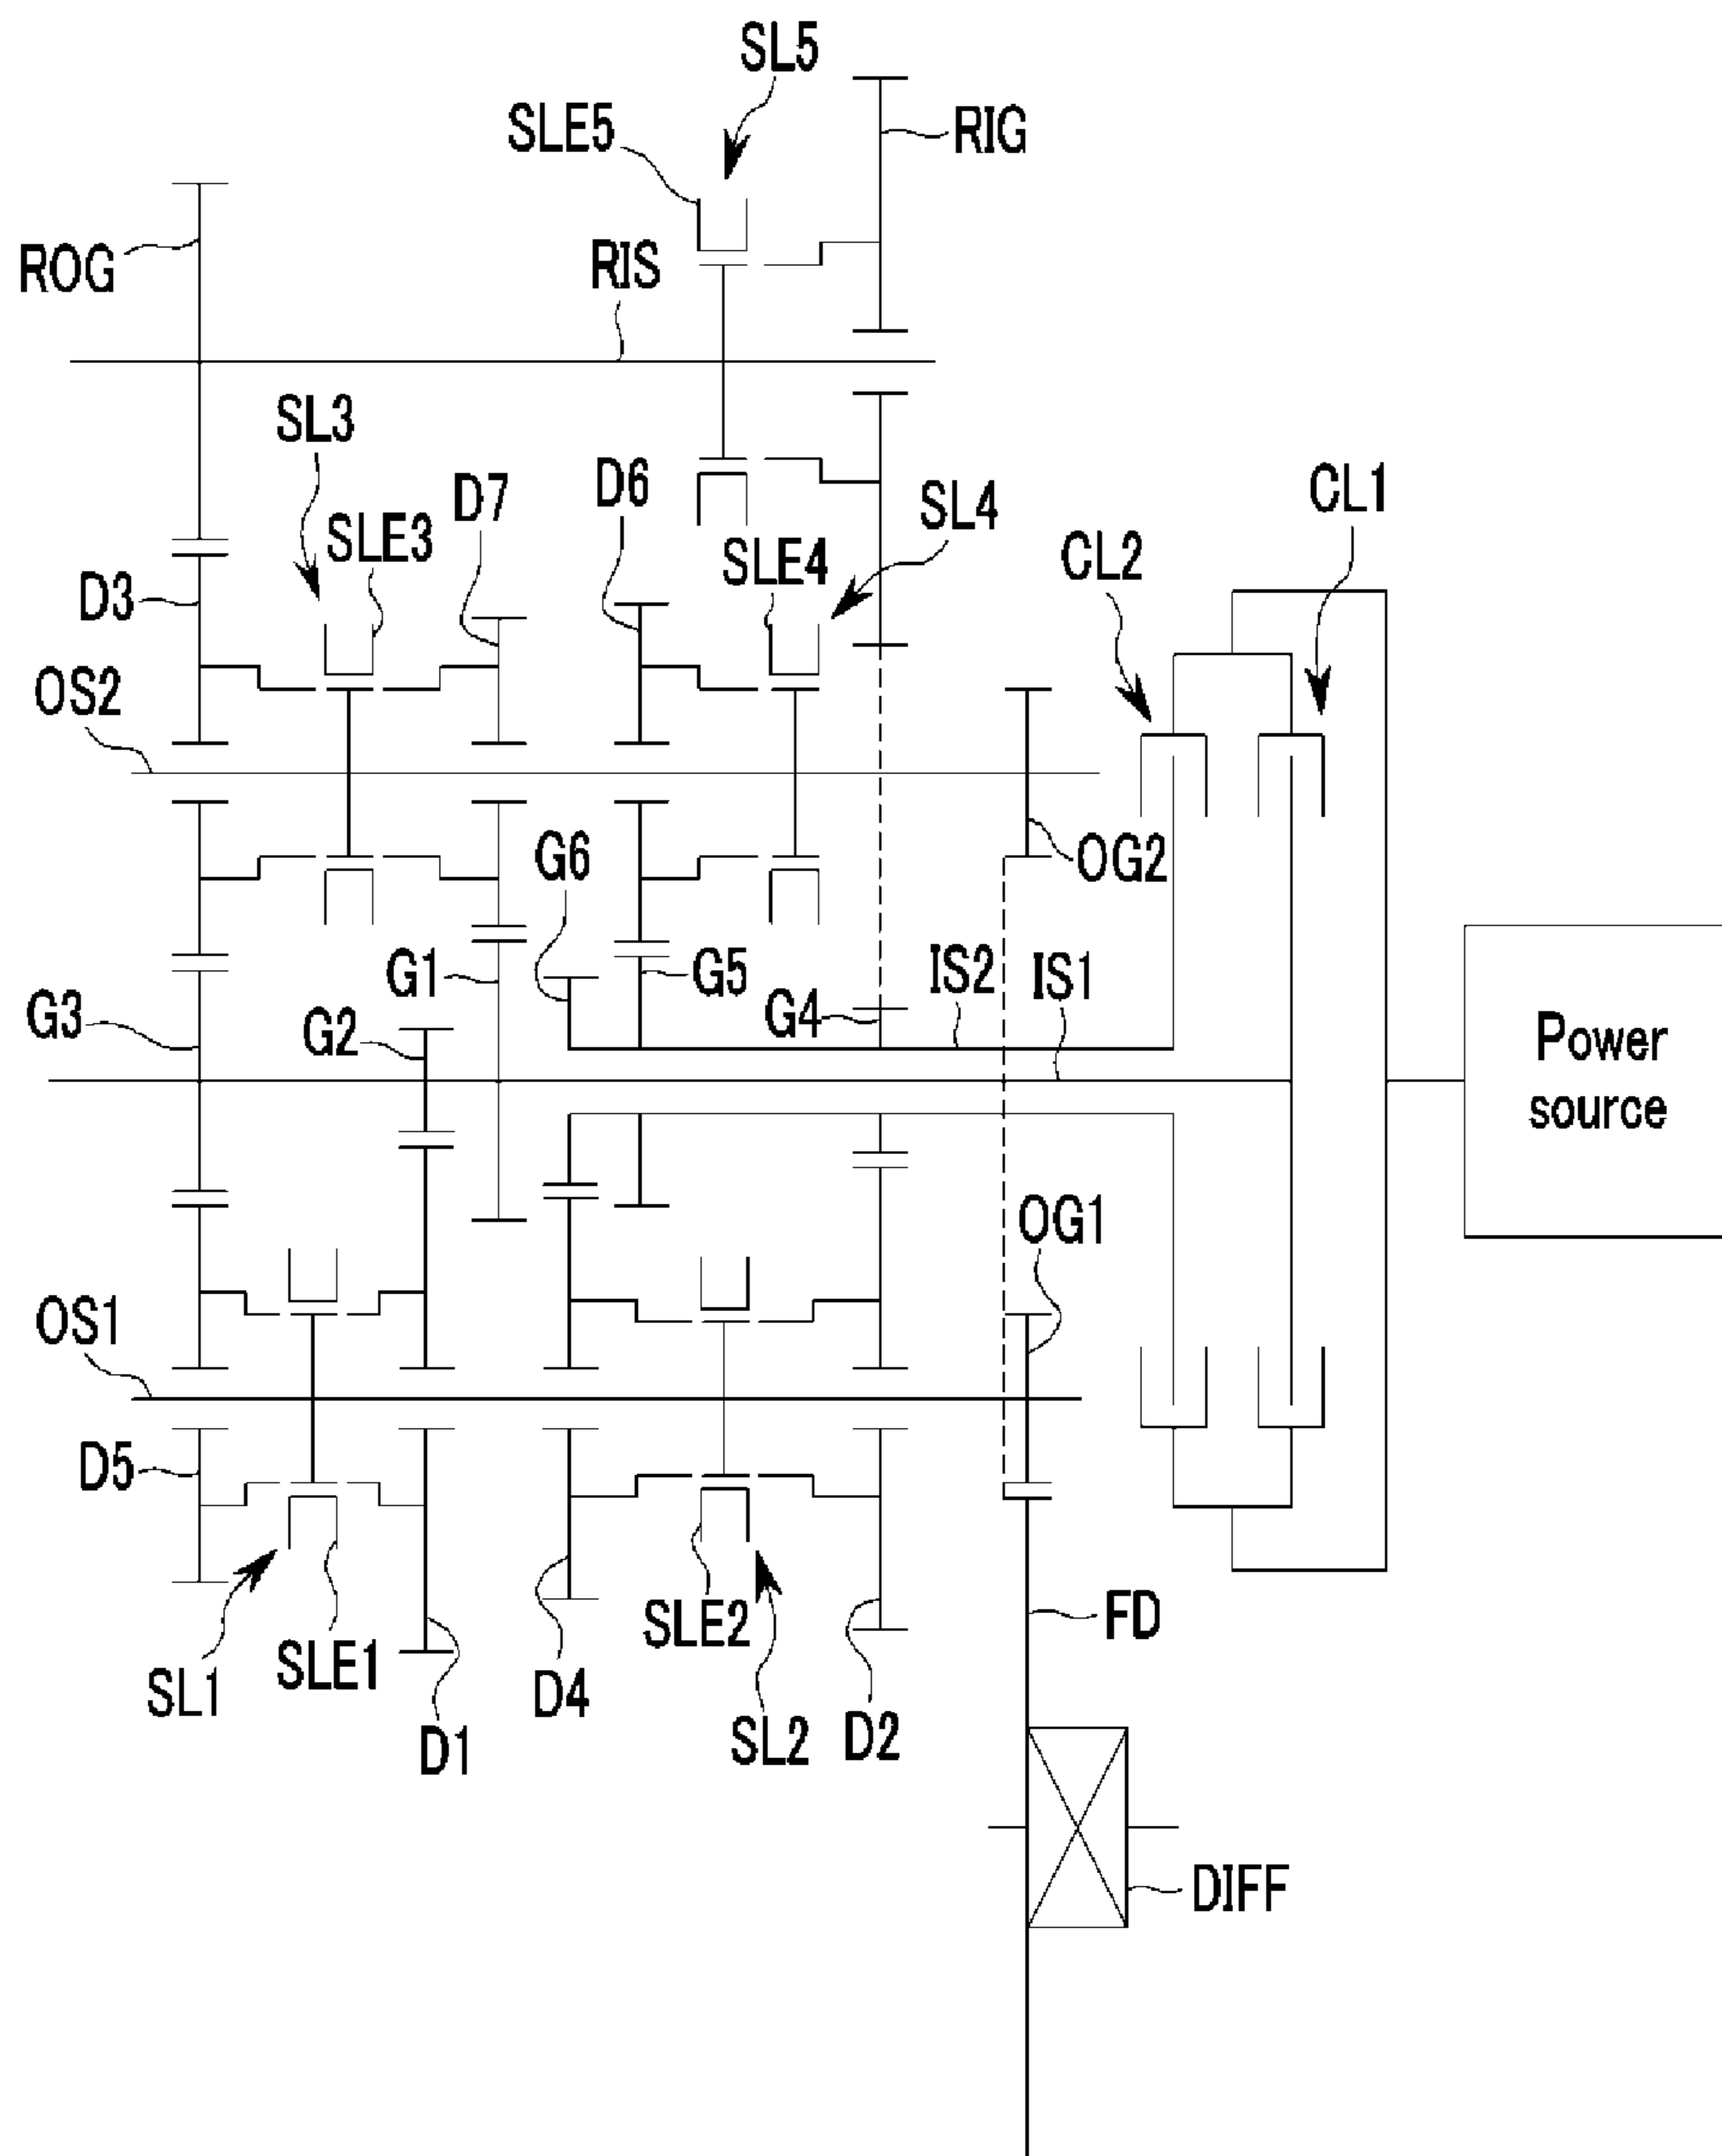 SL5
SLE5
RIG
ROG
RIS
SL3
D7
D6
SL4
CL1
SLE3
SLE4
CL2
D3
OS2
G6
OG2
G1
G5
IS2
IS1
G3
G2
G4
Power
source
OG1
OS1
D5
SLE2
FD
SL1
SLE1
D4
D1
SL2
D2
DIFF